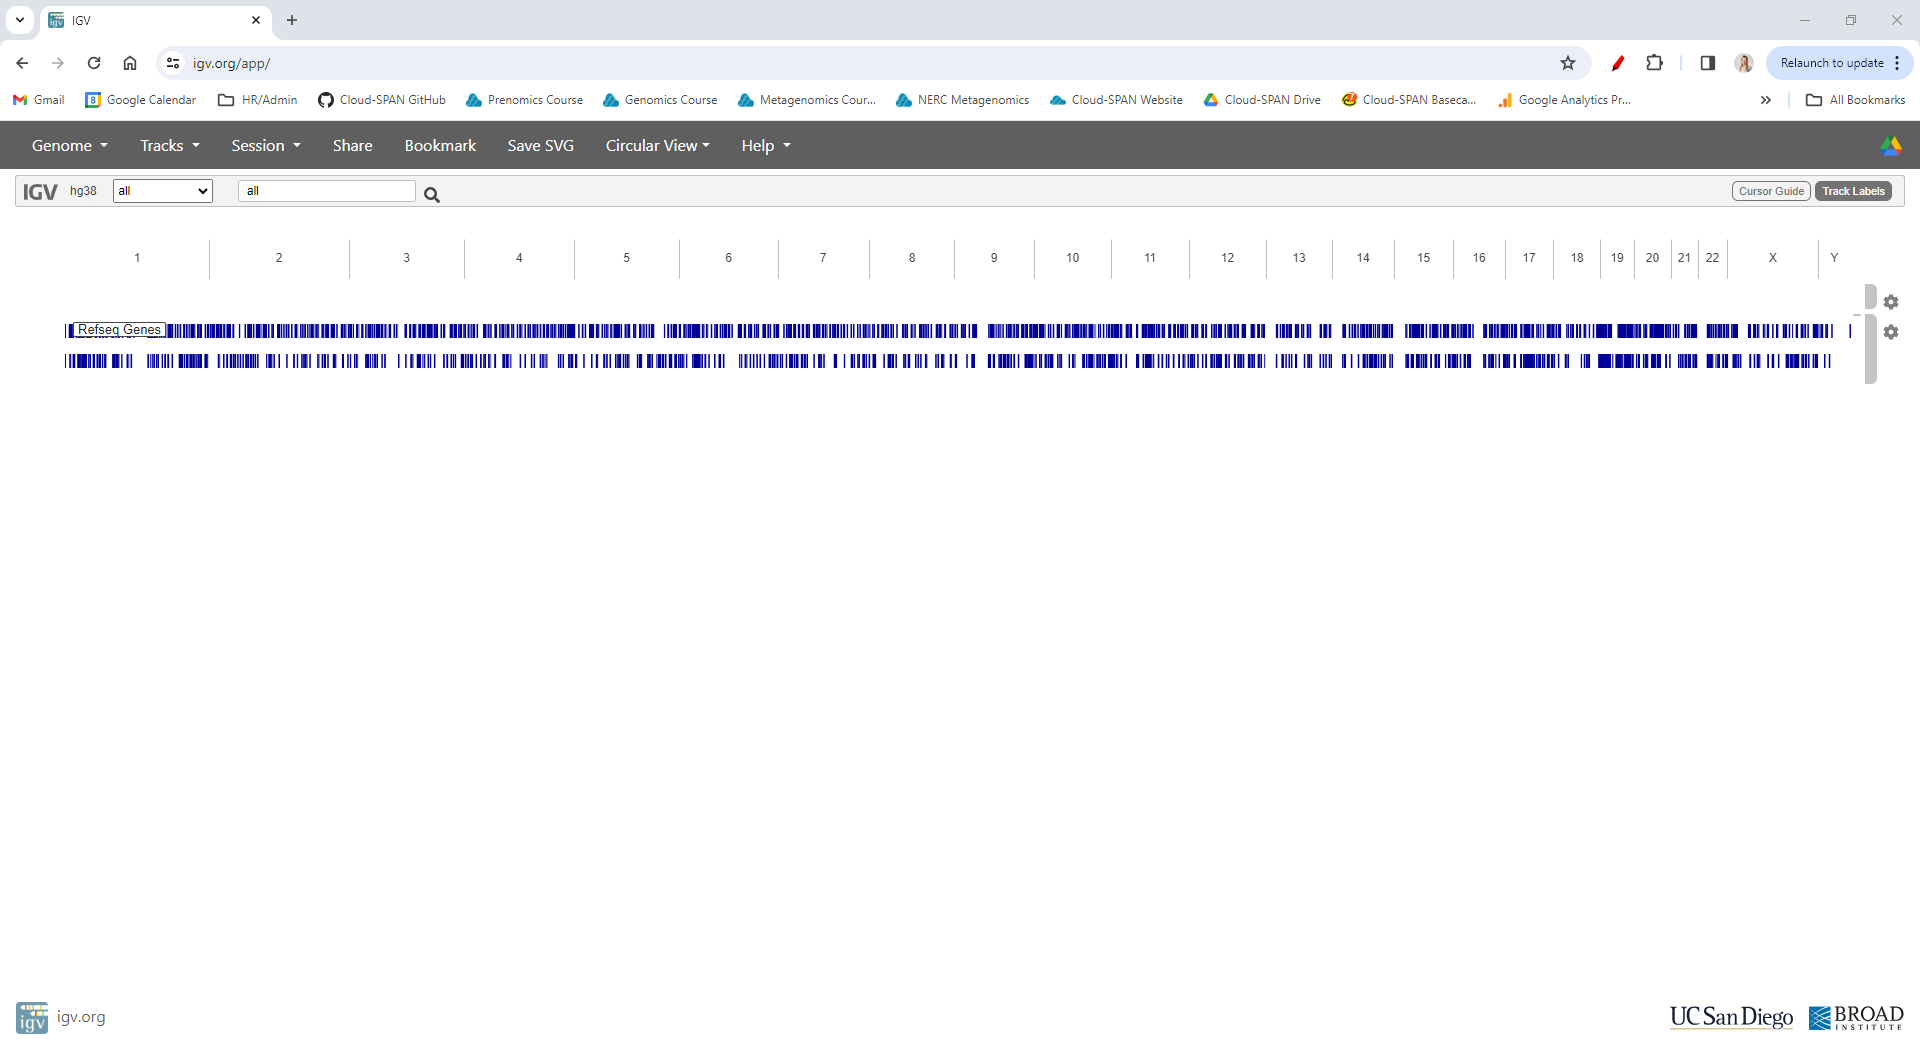 IGV
igv.org/app/
Relaunch to update
Gmail
Google Calendar
HR/Admin
Cloud-SPAN GitHub
Prenomics Course
Genomics Course
Metagenomics Cour...
NERC Metagenomics
Cloud-SPAN Website
Cloud-SPAN Drive
Cloud-SPAN Baseca...
Google Analytics Pr...
All Bookmarks
Genome
Tracks
Session
Share
Bookmark
Save SVG
Circular View
Help
IGV hg38 all all
Cursor Guide
Track Labels
1 2 3 4 5 6 7 8 9 10 11 12 13 14 15 16 17 18 19 20 21 22 X Y
Refseq Genes
igv igv.org
UC San Diego
BROAD
INSTITUTE